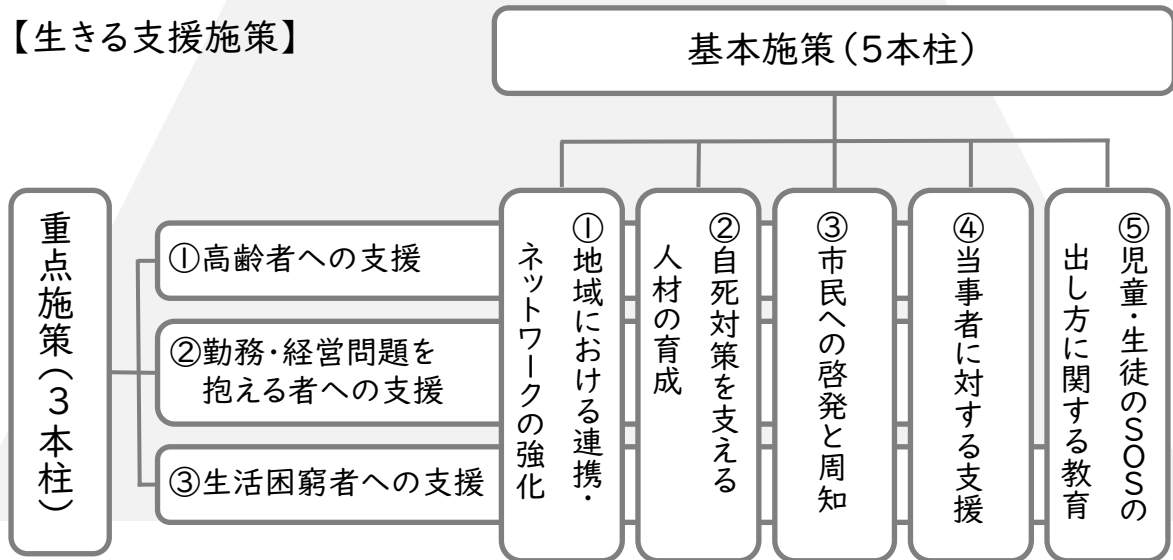 【生きる支援施策】
基本施策（5本柱）
重点施策（３本柱）
①高齢者への支援
②勤務・経営問題を
抱える者への支援
③生活困窮者への支援
①地域における連携・
ネットワークの強化
②自死対策を支える
人材の育成
③市民への啓発と周知
④当事者に対する支援
⑤児童・生徒のSOSの
出し方に関する教育